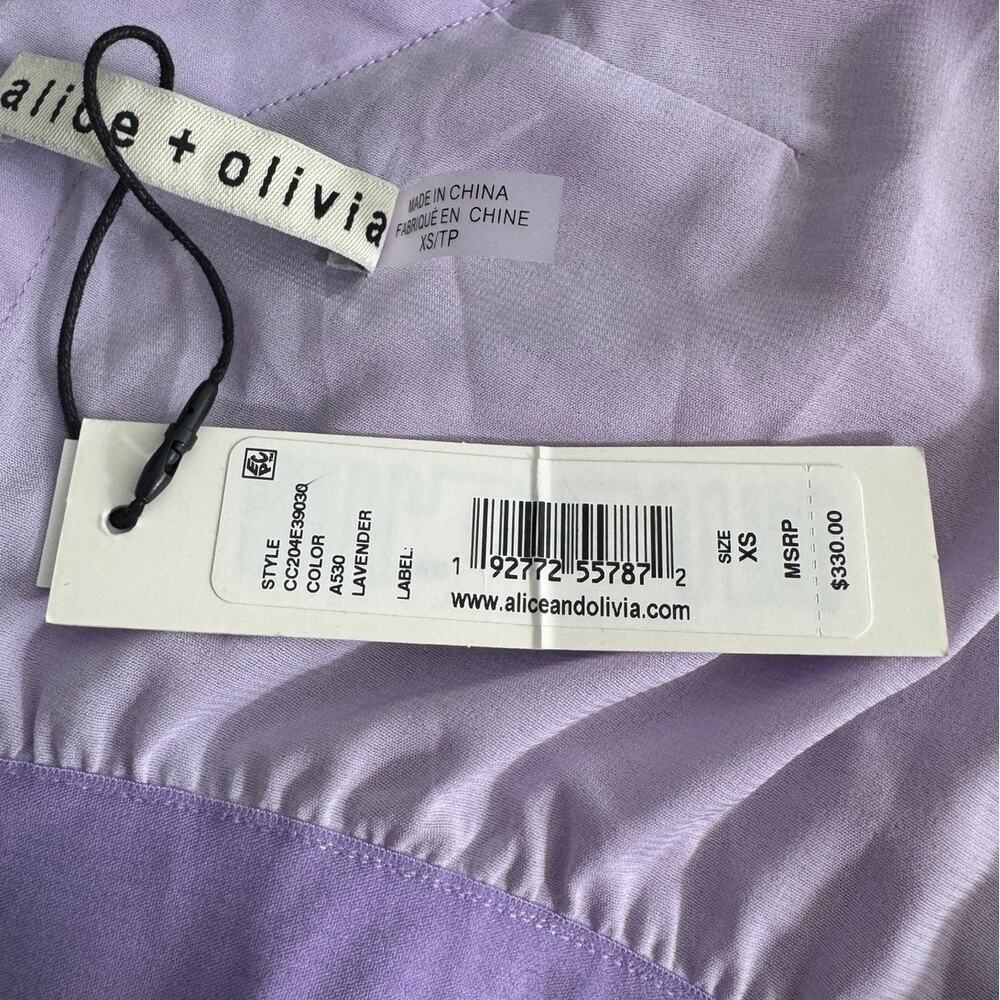 alice + olivia
MADE IN CHINA
FABRIQUÉ EN CHINE
XS/TP
STYLE
CC204E39030
COLOR
A530
LAVENDER
LABEL:
1 92772 55787 2
www.aliceandolivia.com
SIZE
XS
MSRP
$330.00